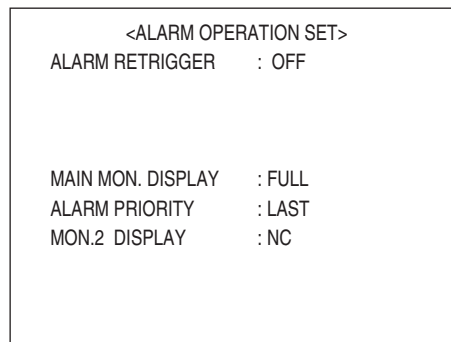 <ALARM OPERATION SET>
ALARM RETRIGGER : OFF
MAIN MON. DISPLAY : FULL
ALARM PRIORITY : LAST
MON.2 DISPLAY : NC